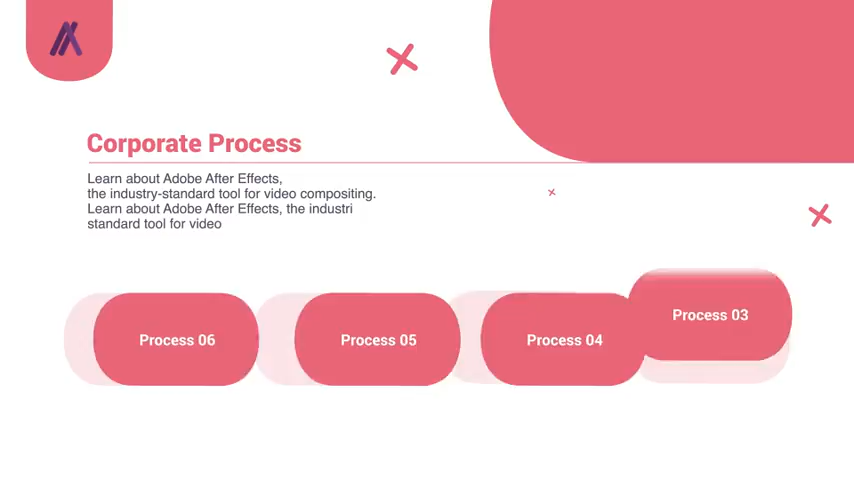 Corporate Process
Learn about Adobe After Effects,
the industry-standard tool for video compositing.
Learn about Adobe After Effects, the industri
standard tool for video
Process 06
Process 05
Process 04
Process 03